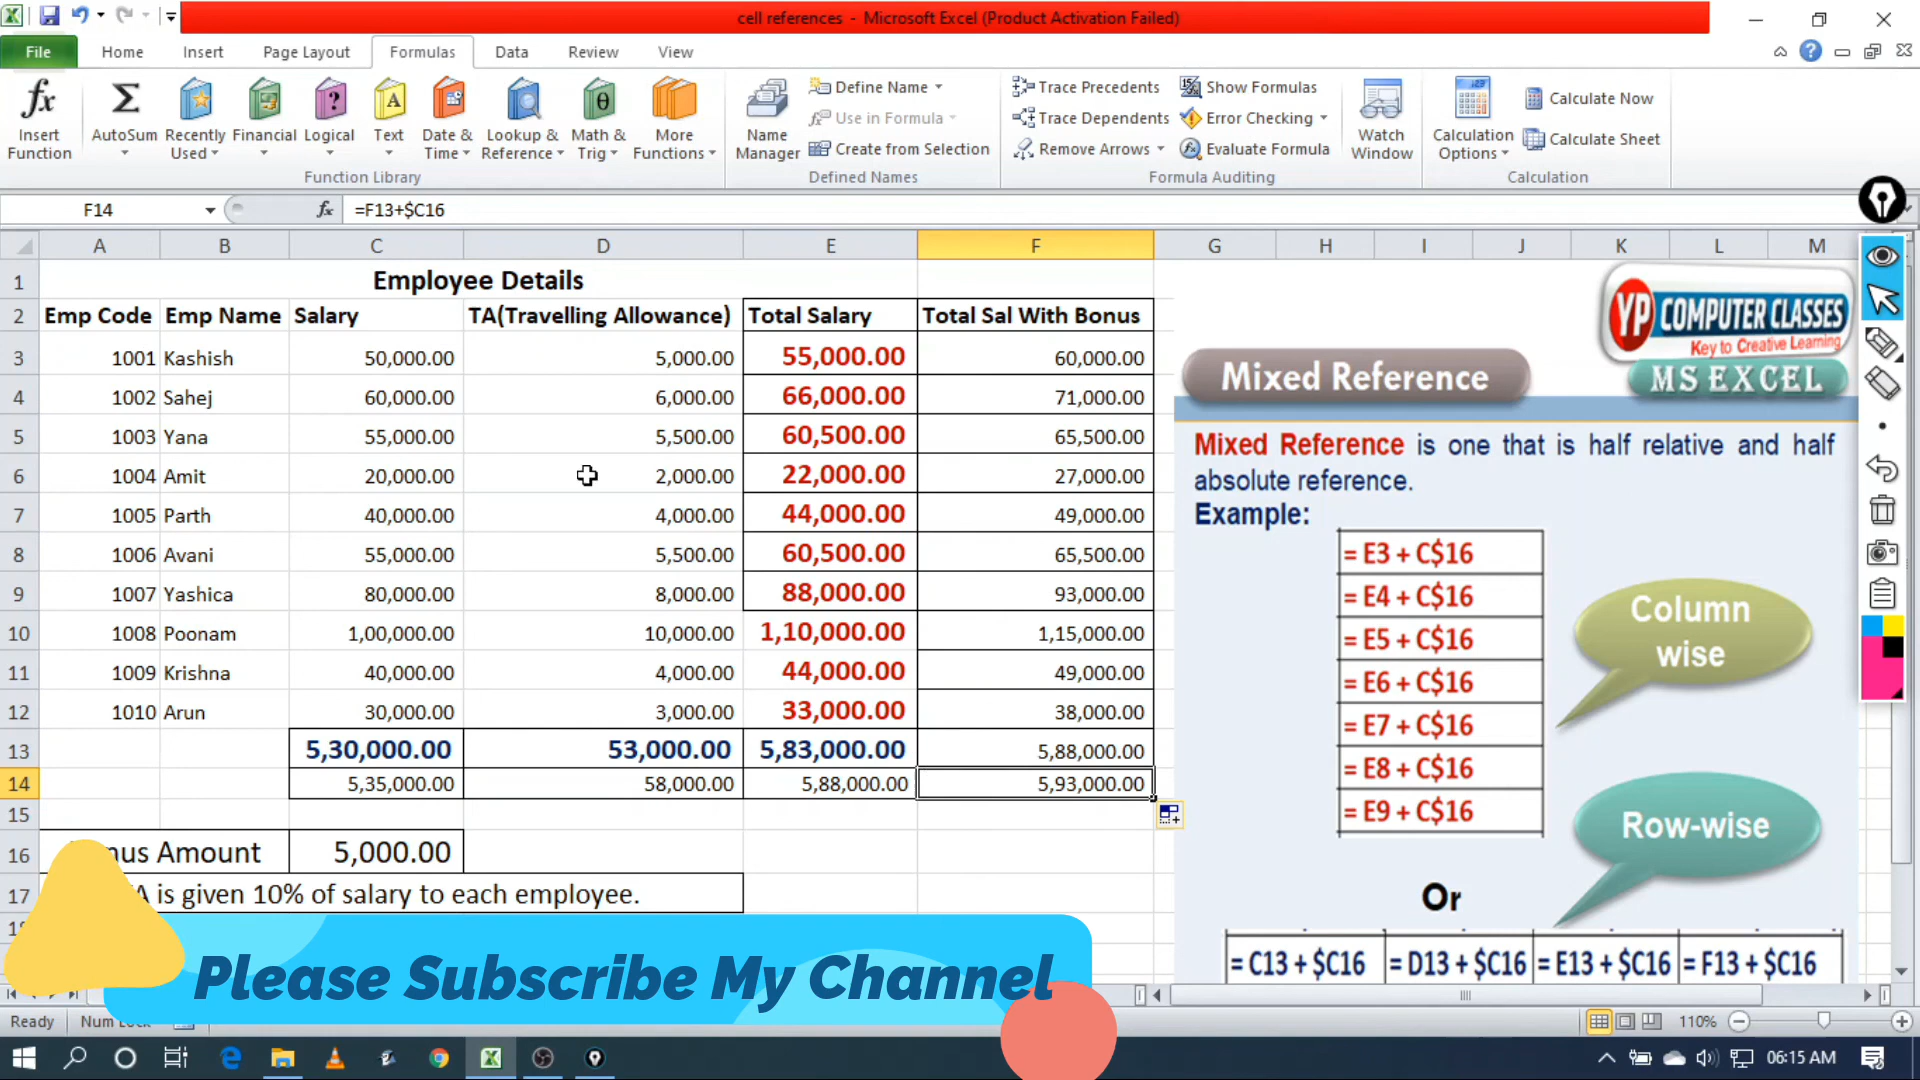 cell references - Microsoft Excel (Product Activation Failed)
File Home Insert Page Layout Formulas Data Review View
Insert Function
AutoSum
Recently Used
Financial
Logical
Text
Date & Time
Lookup & Reference
Math & Trig
More Functions
Function Library
Name Manager
Define Name
Use in Formula
Create from Selection
Defined Names
Trace Precedents
Trace Dependents
Remove Arrows
Show Formulas
Error Checking
Evaluate Formula
Formula Auditing
Watch Window
Calculation Options
Calculate Now
Calculate Sheet
Calculation
F14 fx =F13+$C16
A B C D E F G H I J K L M
1 Employee Details
2 Emp Code Emp Name Salary TA(Travelling Allowance) Total Salary Total Sal With Bonus
3 1001 Kashish 50,000.00 5,000.00 55,000.00 60,000.00
4 1002 Sahej 60,000.00 6,000.00 66,000.00 71,000.00
5 1003 Yana 55,000.00 5,500.00 60,500.00 65,500.00
6 1004 Amit 20,000.00 2,000.00 22,000.00 27,000.00
7 1005 Parth 40,000.00 4,000.00 44,000.00 49,000.00
8 1006 Avani 55,000.00 5,500.00 60,500.00 65,500.00
9 1007 Yashica 80,000.00 8,000.00 88,000.00 93,000.00
10 1008 Poonam 1,00,000.00 10,000.00 1,10,000.00 1,15,000.00
11 1009 Krishna 40,000.00 4,000.00 44,000.00 49,000.00
12 1010 Arun 30,000.00 3,000.00 33,000.00 38,000.00
13 5,30,000.00 53,000.00 5,83,000.00 5,88,000.00
14 5,35,000.00 58,000.00 5,88,000.00 5,93,000.00
15
16 Amount 5,000.00
17 is given 10% of salary to each employee.
YP COMPUTER CLASSES
Key to Creative Learning
MS EXCEL
Mixed Reference
Mixed Reference is one that is half relative and half
absolute reference.
Example:
= E3 + C$16
= E4 + C$16
= E5 + C$16
= E6 + C$16
= E7 + C$16
= E8 + C$16
= E9 + C$16
Column
wise
Row-wise
Or
= C13 + $C16 = D13 + $C16 = E13 + $C16 = F13 + $C16
Please Subscribe My Channel
Ready Num Lock 110%
06:15 AM